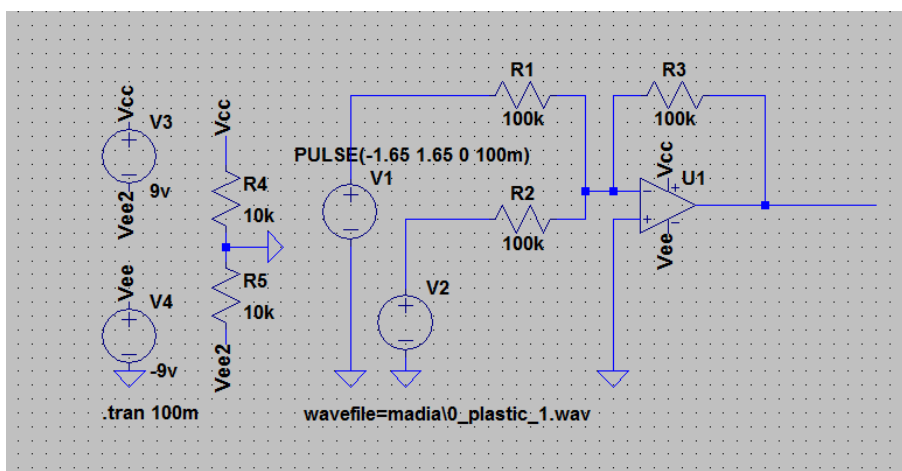 Vcc
V3
9v
Vee2
Vee
V4
-9v
.tran 100m
Vcc
R4
10k
R5
10k
Vee2
PULSE(-1.65 1.65 0 100m)
V1
R1
100k
R2
100k
V2
wavefile=madia\0_plastic_1.wav
R3
100k
Vcc
U1
Vee